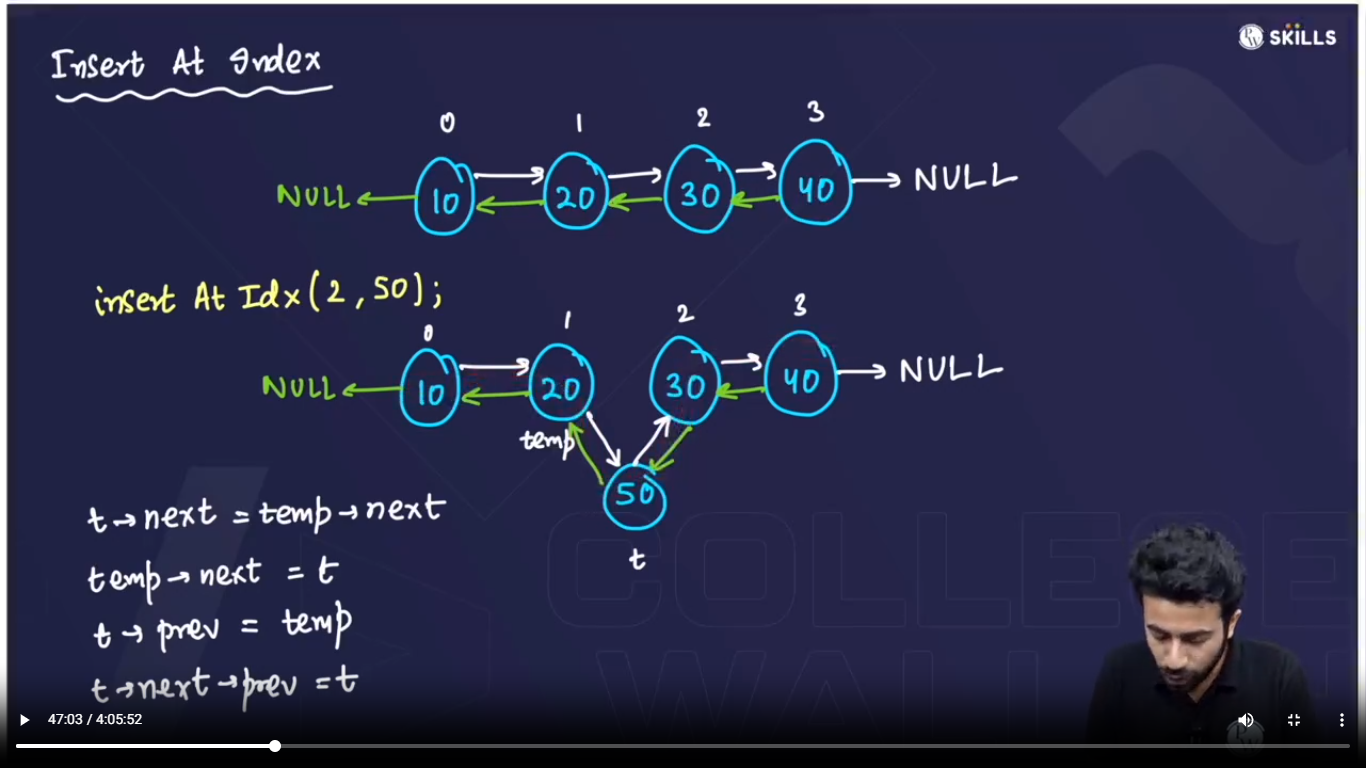 Insert At Index
PW SKILLS
0 1 2 3
NULL 10 20 30 40 NULL
insert At Idx(2, 50);
0 1 2 3
NULL 10 20 30 40 NULL
temp
50
t
t→next = temp→next
temp→next = t
t→prev = temp
t→next→prev = t
COLLEGE
WALLAH
47:03 / 4:05:52